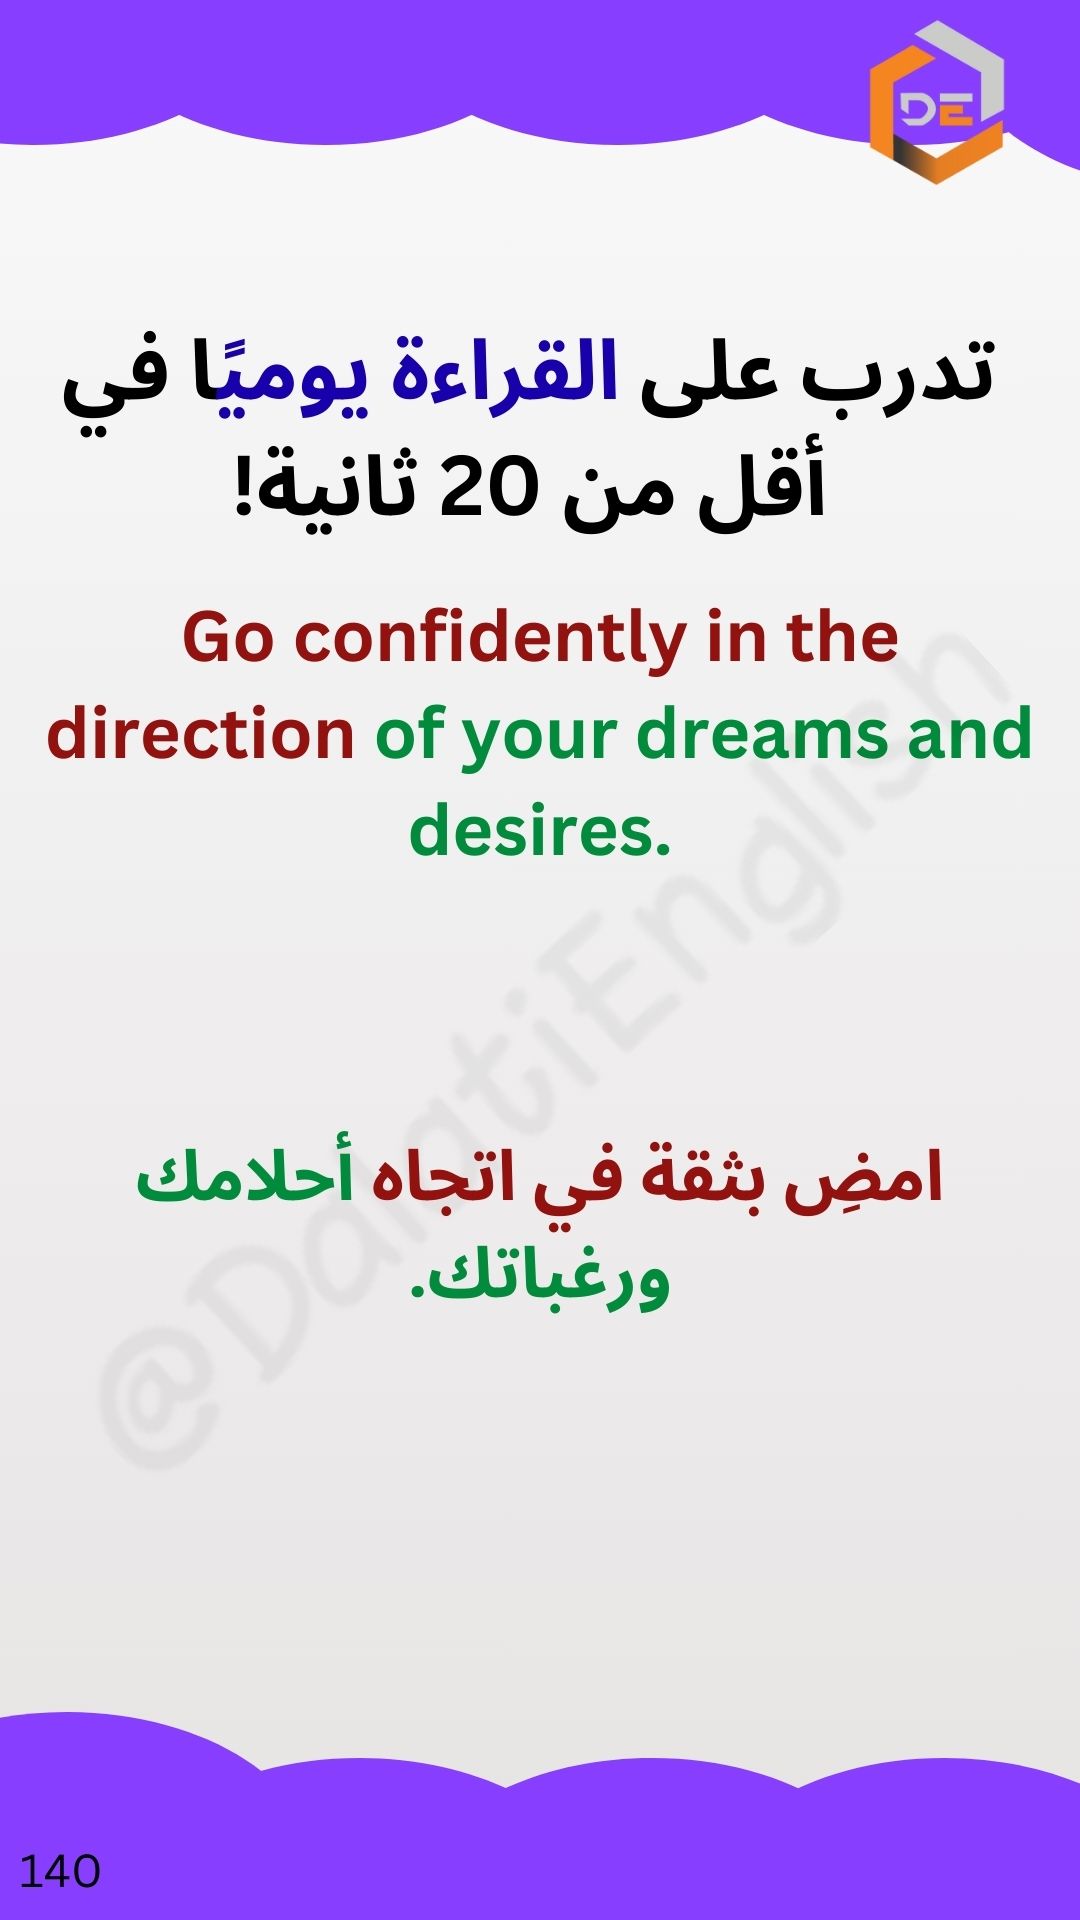 DE
تدرب على القراءة يوميًا في
أقل من 20 ثانية!
Go confidently in the
direction of your dreams and
desires.
@DalatiEnglish
امضِ بثقة في اتجاه أحلامك
ورغباتك.
140